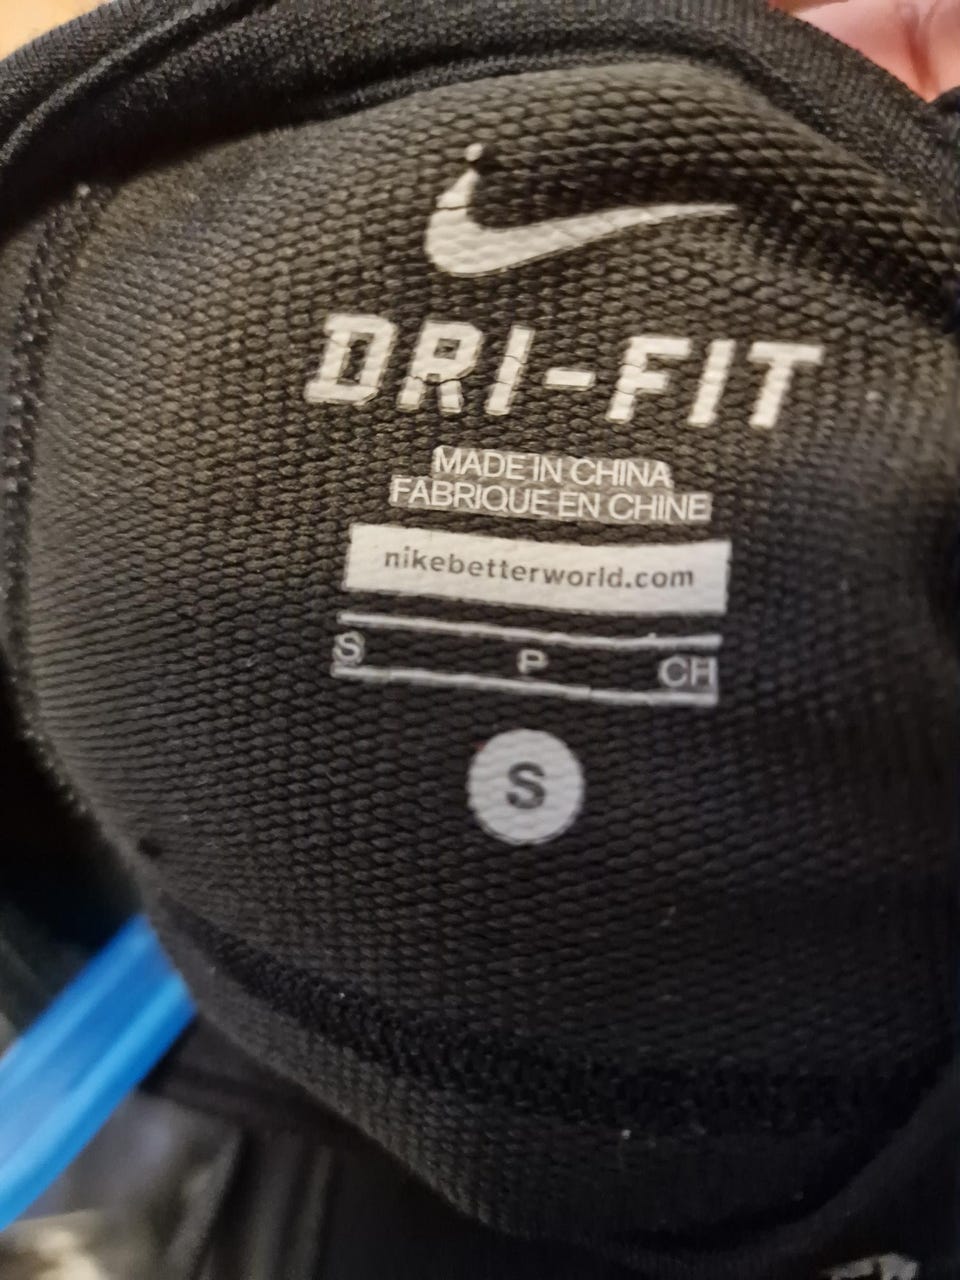 DRI-FIT
MADE IN CHINA
FABRIQUE EN CHINE
nikebetterworld.com
S P CH
S